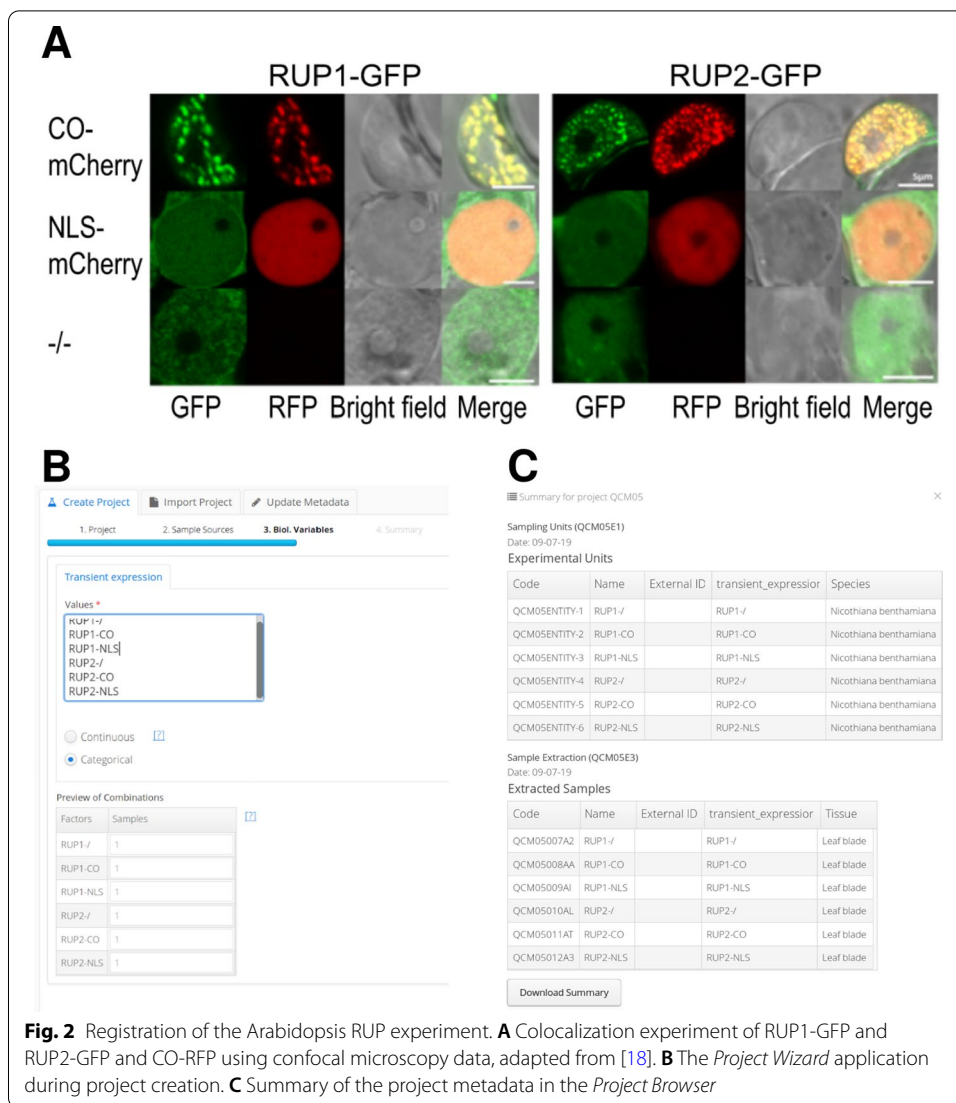 A
RUP1-GFP
RUP2-GFP
CO-
mCherry
5µm
NLS-
mCherry
-/-
GFP RFP Bright field Merge
GFP RFP Bright field Merge
B
Create Project
Import Project
Update Metadata
1. Project
2. Sample Sources
3. Biol. Variables
4. Summary
Transient expression
Values *
RUP1-/
RUP1-CO
RUP1-NLS
RUP2-/
RUP2-CO
RUP2-NLS
Continuous [?]
Categorical
Preview of Combinations
Factors Samples [?]
RUP1-/ 1
RUP1-CO 1
RUP1-NLS 1
RUP2-/ 1
RUP2-CO 1
RUP2-NLS 1
C
Summary for project QCM05
Sampling Units (QCM05E1)
Date: 09-07-19
Experimental Units
Code Name External ID transient_expressior Species
QCM05ENTITY-1 RUP1-/ RUP1-/ Nicothiana benthamiana
QCM05ENTITY-2 RUP1-CO RUP1-CO Nicothiana benthamiana
QCM05ENTITY-3 RUP1-NLS RUP1-NLS Nicothiana benthamiana
QCM05ENTITY-4 RUP2-/ RUP2-/ Nicothiana benthamiana
QCM05ENTITY-5 RUP2-CO RUP2-CO Nicothiana benthamiana
QCM05ENTITY-6 RUP2-NLS RUP2-NLS Nicothiana benthamiana
Sample Extraction (QCM05E3)
Date: 09-07-19
Extracted Samples
Code Name External ID transient_expressior Tissue
QCM05007A2 RUP1-/ RUP1-/ Leaf blade
QCM05008AA RUP1-CO RUP1-CO Leaf blade
QCM05009AI RUP1-NLS RUP1-NLS Leaf blade
QCM05010AL RUP2-/ RUP2-/ Leaf blade
QCM05011AT RUP2-CO RUP2-CO Leaf blade
QCM05012A3 RUP2-NLS RUP2-NLS Leaf blade
Download Summary
Fig. 2 Registration of the Arabidopsis RUP experiment. A Colocalization experiment of RUP1-GFP and
RUP2-GFP and CO-RFP using confocal microscopy data, adapted from [18]. B The Project Wizard application
during project creation. C Summary of the project metadata in the Project Browser